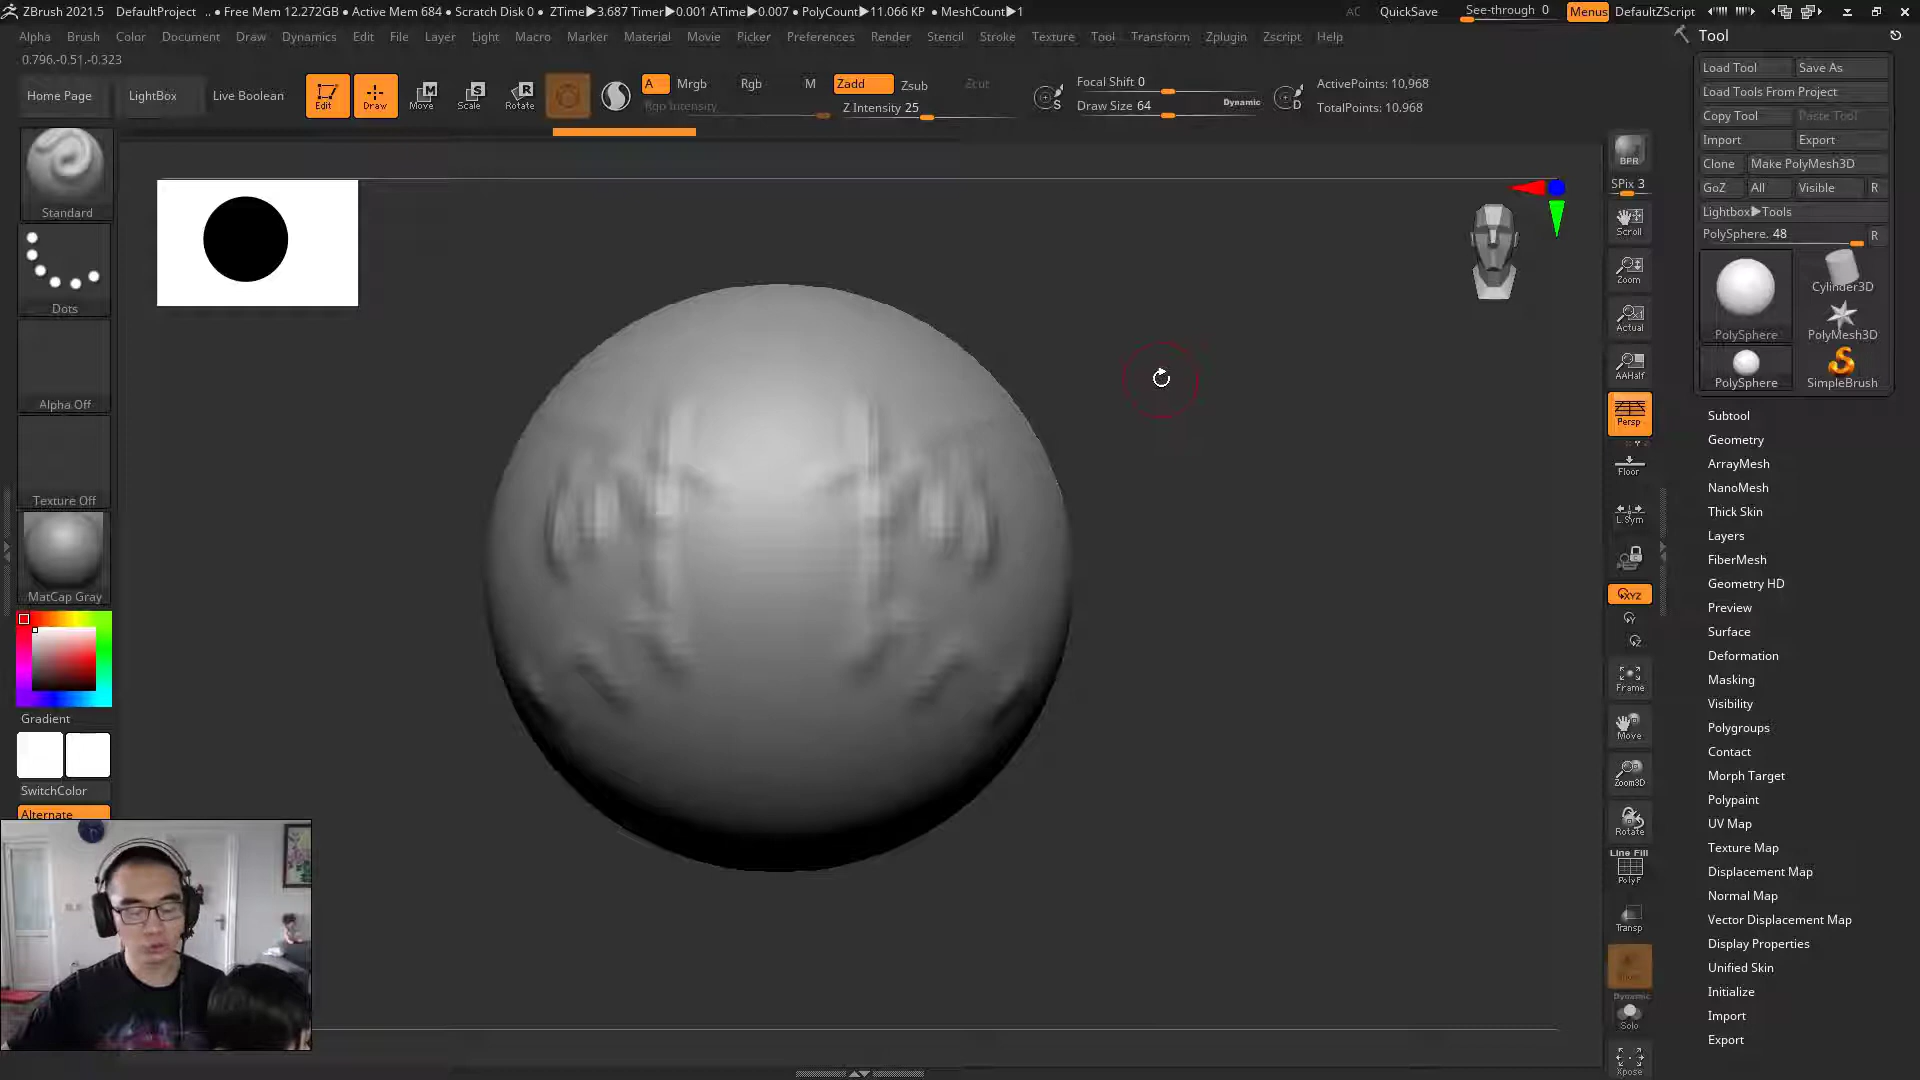 ZBrush 2021.5 DefaultProject .. ● Free Mem 12.272GB ● Active Mem 684 ● Scratch Disk 0 ● ZTime▶3.687 Timer▶0.001 ATime▶0.007 ● PolyCount▶11.066 KP ● MeshCount▶1 AC QuickSave See-through 0 Menus DefaultZScript
Alpha Brush Color Document Draw Dynamics Edit File Layer Light Macro Marker Material Movie Picker Preferences Render Stencil Stroke Texture Tool Transform Zplugin Zscript Help
0.796,-0.51,-0.323
Home Page LightBox Live Boolean Edit Draw Move Scale Rotate A Mrgb Rgb M Zadd Zsub Zcut Focal Shift 0 ActivePoints: 10,968
Rgb Intensity Z Intensity 25 S Draw Size 64 Dynamic D TotalPoints: 10,968
Standard
Dots
Alpha Off
Texture Off
MatCap Gray
Gradient
SwitchColor
Alternate
BPR
SPix 3
Scroll
Zoom
Actual
AAHalf
Persp
Floor
L.Sym
XYZ
Y
Z
Frame
Move
Zoom3D
Rotate
Line Fill
PolyF
Transp
Dynamic
Solo
Xpose
Tool
Load Tool Save As
Load Tools From Project
Copy Tool Paste Tool
Import Export
Clone Make PolyMesh3D
GoZ All Visible R
Lightbox▶Tools
PolySphere. 48 R
PolySphere Cylinder3D
PolyMesh3D
PolySphere SimpleBrush
Subtool
Geometry
ArrayMesh
NanoMesh
Thick Skin
Layers
FiberMesh
Geometry HD
Preview
Surface
Deformation
Masking
Visibility
Polygroups
Contact
Morph Target
Polypaint
UV Map
Texture Map
Displacement Map
Normal Map
Vector Displacement Map
Display Properties
Unified Skin
Initialize
Import
Export